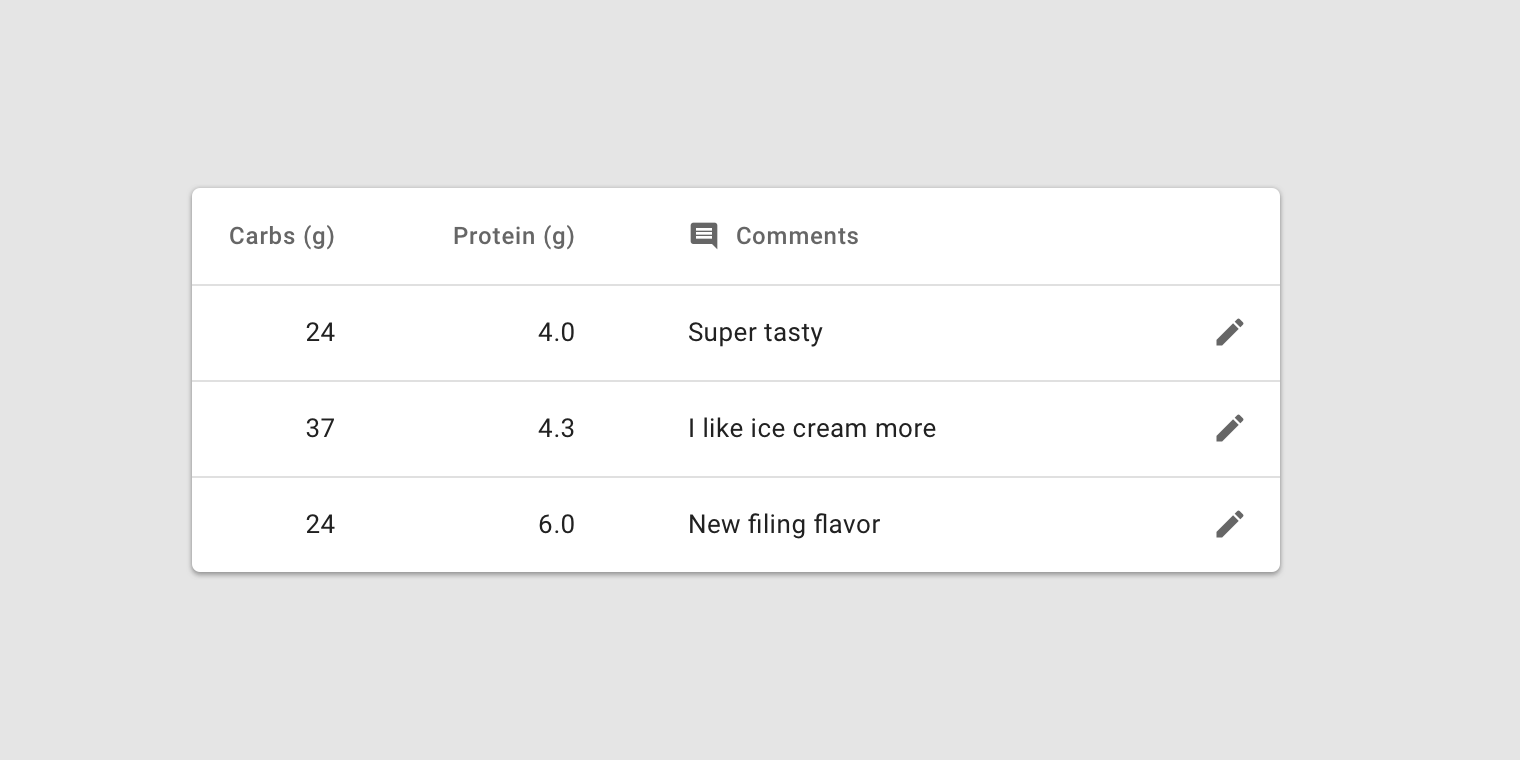 Carbs (g) Protein (g) Comments
24 4.0 Super tasty
37 4.3 I like ice cream more
24 6.0 New filing flavor